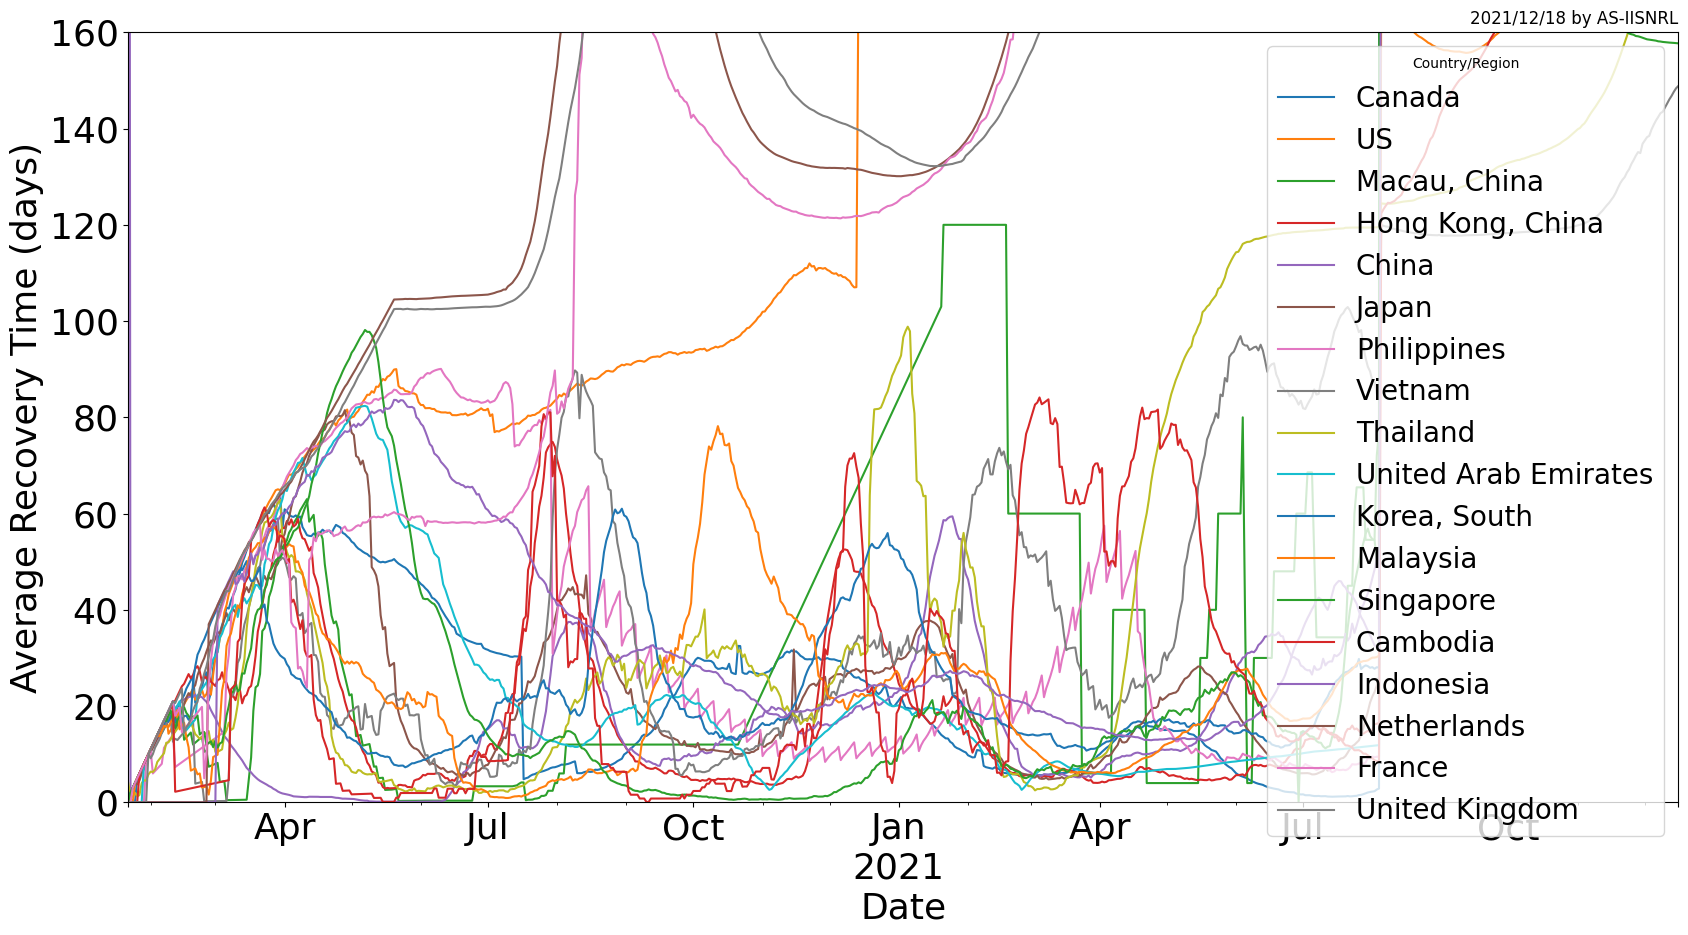 2021/12/18 by AS-IISNRL
Average Recovery Time (days)
160
140
120
100
80
60
40
20
0
Country/Region
Canada
US
Macau, China
Hong Kong, China
China
Japan
Philippines
Vietnam
Thailand
United Arab Emirates
Korea, South
Malaysia
Singapore
Cambodia
Indonesia
Netherlands
France
United Kingdom
Apr Jul Oct Jan Apr Jul Oct
2021
Date